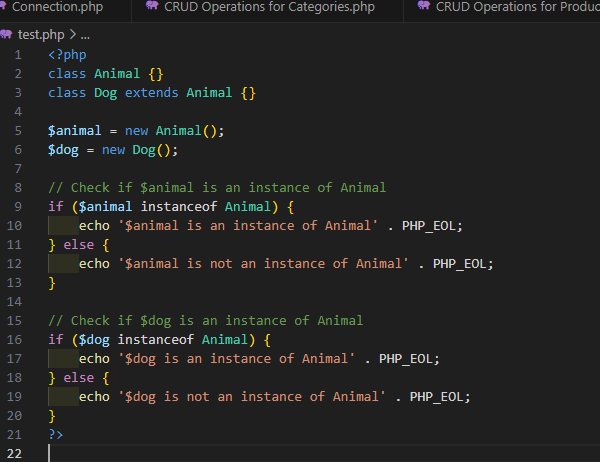 Connection.php CRUD Operations for Categories.php CRUD Operations for Produc
test.php > ...
1 <?php
2 class Animal {}
3 class Dog extends Animal {}
4
5 $animal = new Animal();
6 $dog = new Dog();
7
8 // Check if $animal is an instance of Animal
9 if ($animal instanceof Animal) {
10     echo '$animal is an instance of Animal' . PHP_EOL;
11 } else {
12     echo '$animal is not an instance of Animal' . PHP_EOL;
13 }
14
15 // Check if $dog is an instance of Animal
16 if ($dog instanceof Animal) {
17     echo '$dog is an instance of Animal' . PHP_EOL;
18 } else {
19     echo '$dog is not an instance of Animal' . PHP_EOL;
20 }
21 ?>
22